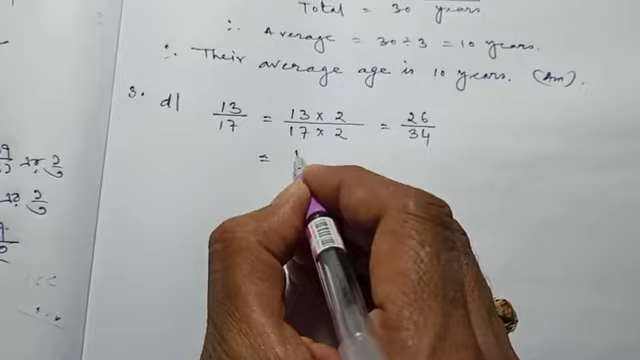 Total = 30 years
∴ Average = 30 ÷ 3 = 10 years.
∴ Their average age is 10 years. (Am).
3. d) 13/17 = 13 × 2/17 × 2 = 26/34
=